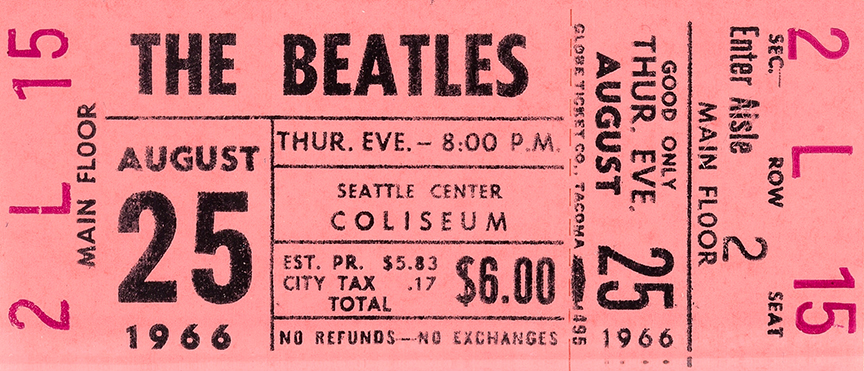 2 L 15
MAIN FLOOR
THE BEATLES
AUGUST
25
1966
THUR. EVE. – 8:00 P.M.
SEATTLE CENTER
COLISEUM
EST. PR. $5.83
CITY TAX .17
TOTAL
$6.00
NO REFUNDS—NO EXCHANGES
GLOBE TICKET CO., TACOMA
495
GOOD ONLY
THUR. EVE.
AUGUST
25
1966
MAIN FLOOR
Enter Aisle 2
SEC.— ROW SEAT
2 L 15